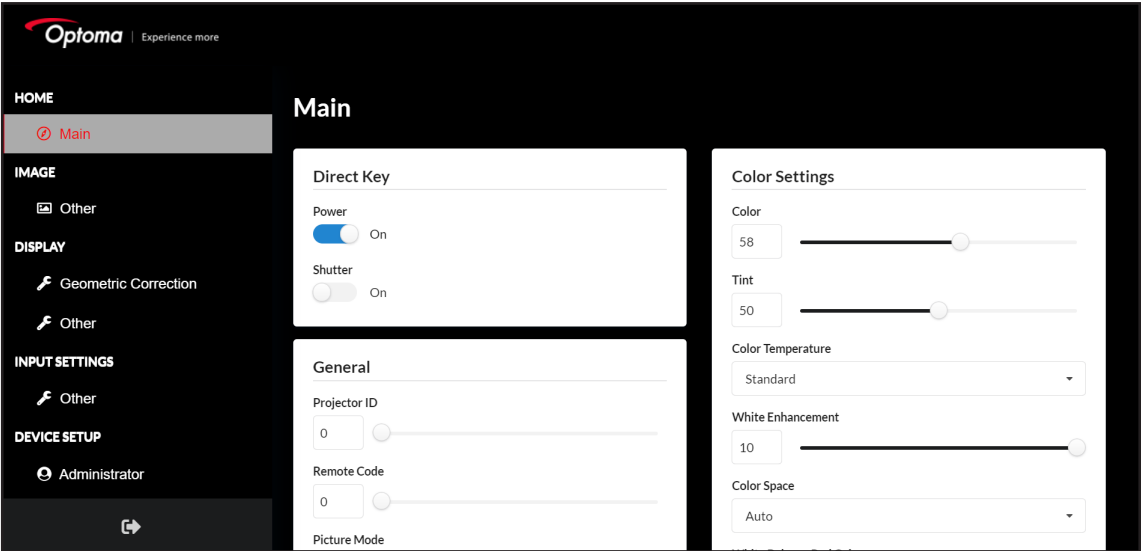 Optoma | Experience more
HOME
Main
IMAGE
Other
DISPLAY
Geometric Correction
Other
INPUT SETTINGS
Other
DEVICE SETUP
Administrator
Main
Direct Key
Power
On
Shutter
On
General
Projector ID
0
Remote Code
0
Picture Mode
Color Settings
Color
58
Tint
50
Color Temperature
Standard
White Enhancement
10
Color Space
Auto